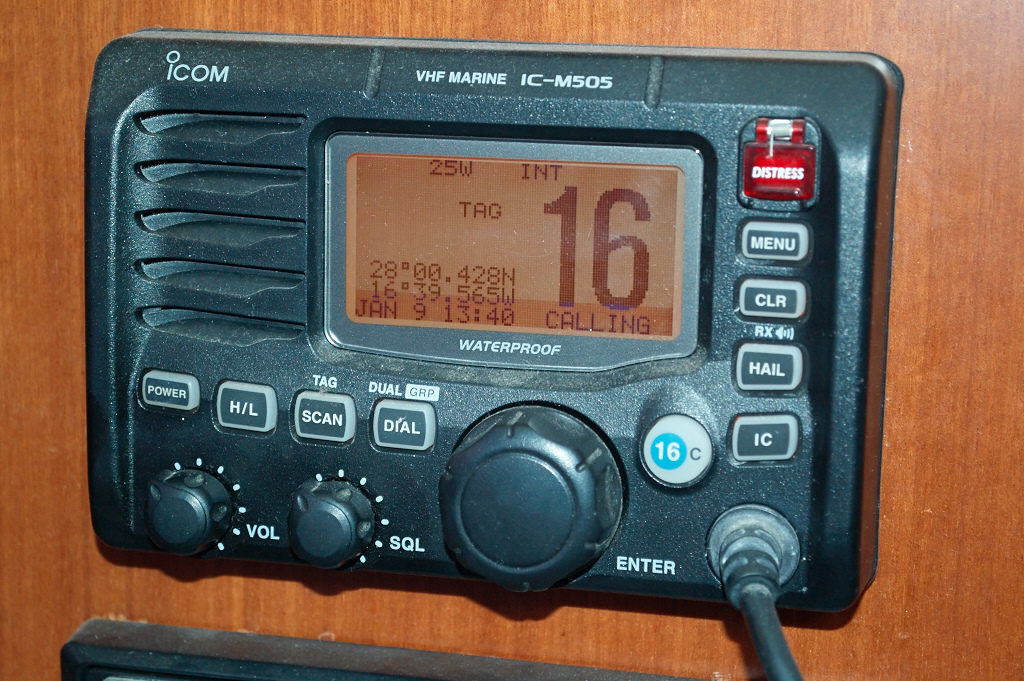 ICOM
VHF MARINE IC-M505
DISTRESS
25W INT
TAG
16
28°00.428N
16°39.565W
JAN 9 13:40 CALLING
WATERPROOF
MENU
CLR
RX
HAIL
IC
POWER
H/L
TAG
SCAN
DUAL GRP
DIAL
16 C
VOL
SQL
ENTER